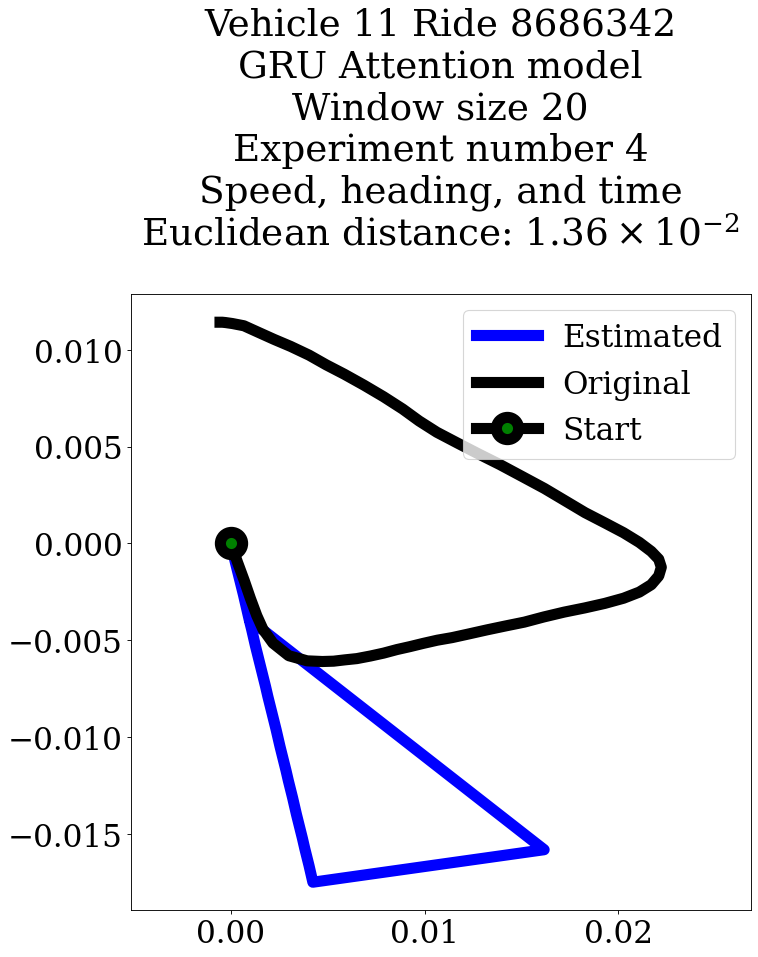 Vehicle 11 Ride 8686342
GRU Attention model
Window size 20
Experiment number 4
Speed, heading, and time
Euclidean distance: 1.36 × 10⁻²
Estimated
Original
Start
0.010
0.005
0.000
−0.005
−0.010
−0.015
0.00 0.01 0.02